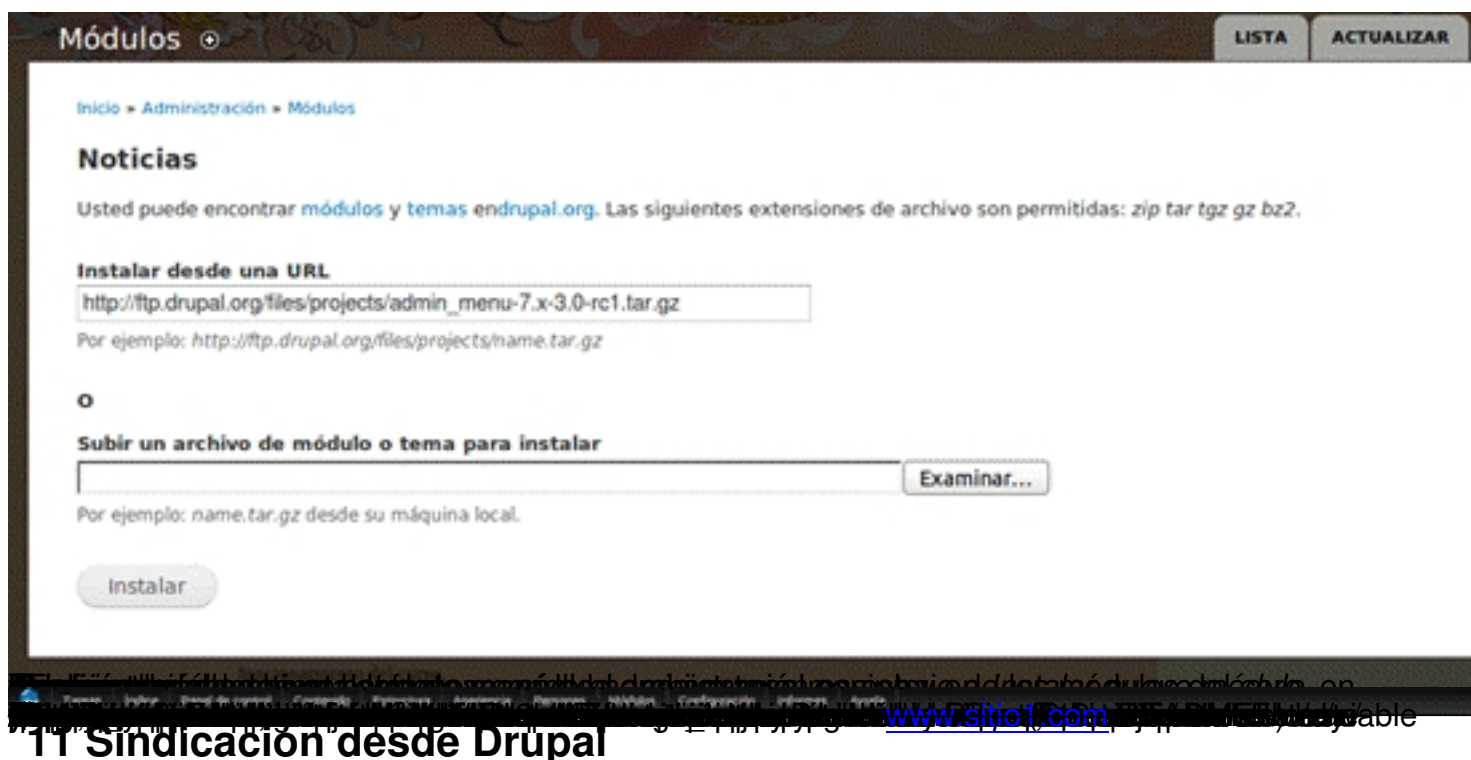 Módulos
LISTA ACTUALIZAR
Inicio » Administración » Módulos
Noticias
Usted puede encontrar módulos y temas endrupal.org. Las siguientes extensiones de archivo son permitidas: zip tar tgz gz bz2.
Instalar desde una URL
http://ftp.drupal.org/files/projects/admin_menu-7.x-3.0-rc1.tar.gz
Por ejemplo: http://ftp.drupal.org/files/projects/name.tar.gz
O
Subir un archivo de módulo o tema para instalar
Examinar...
Por ejemplo: name.tar.gz desde su máquina local.
Instalar
en
www.sitio1.com
11 Sindicación desde Drupal